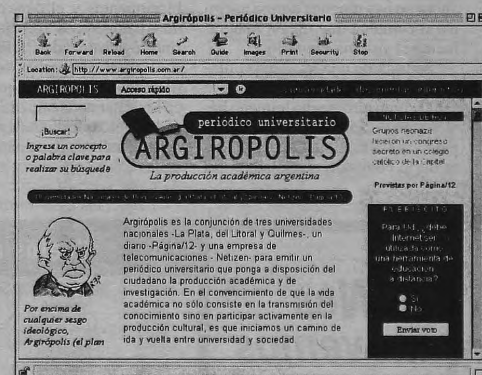 Argirópolis - Periódico Universitario
Back Forward Reload Home Search Guide Images Print Security Stop
Location: http://www.argiropolis.com.ar/
ARGIROPOLIS Acceso rápido
¡Buscar!
Ingrese un concepto
o palabra clave para
realizar su búsqueda
periódico universitario
ARGIROPOLIS
La producción académica argentina
Grupos neonazis
hicieron un congreso
secreto en un colegio
católico de la Capital
Provistas por Página/12
PLEBISCITO
Para Ud., ¿debe
Internet ser
utilizada como
una herramienta de
educación
a distancia?
Sí
No
Enviar voto
Argirópolis es la conjunción de tres universidades
nacionales -La Plata, del Litoral y Quilmes-, un
diario -Página/12- y una empresa de
telecomunicaciones - Netizen- para emitir un
periódico universitario que ponga a disposición del
ciudadano la producción académica y de
investigación. En el convencimiento de que la vida
académica no sólo consiste en la transmisión del
conocimiento sino en participar activamente en la
producción cultural, es que iniciamos un camino de
ida y vuelta entre universidad y sociedad.
Por encima de
cualquier sesgo
ideológico,
Argirópolis (el plan